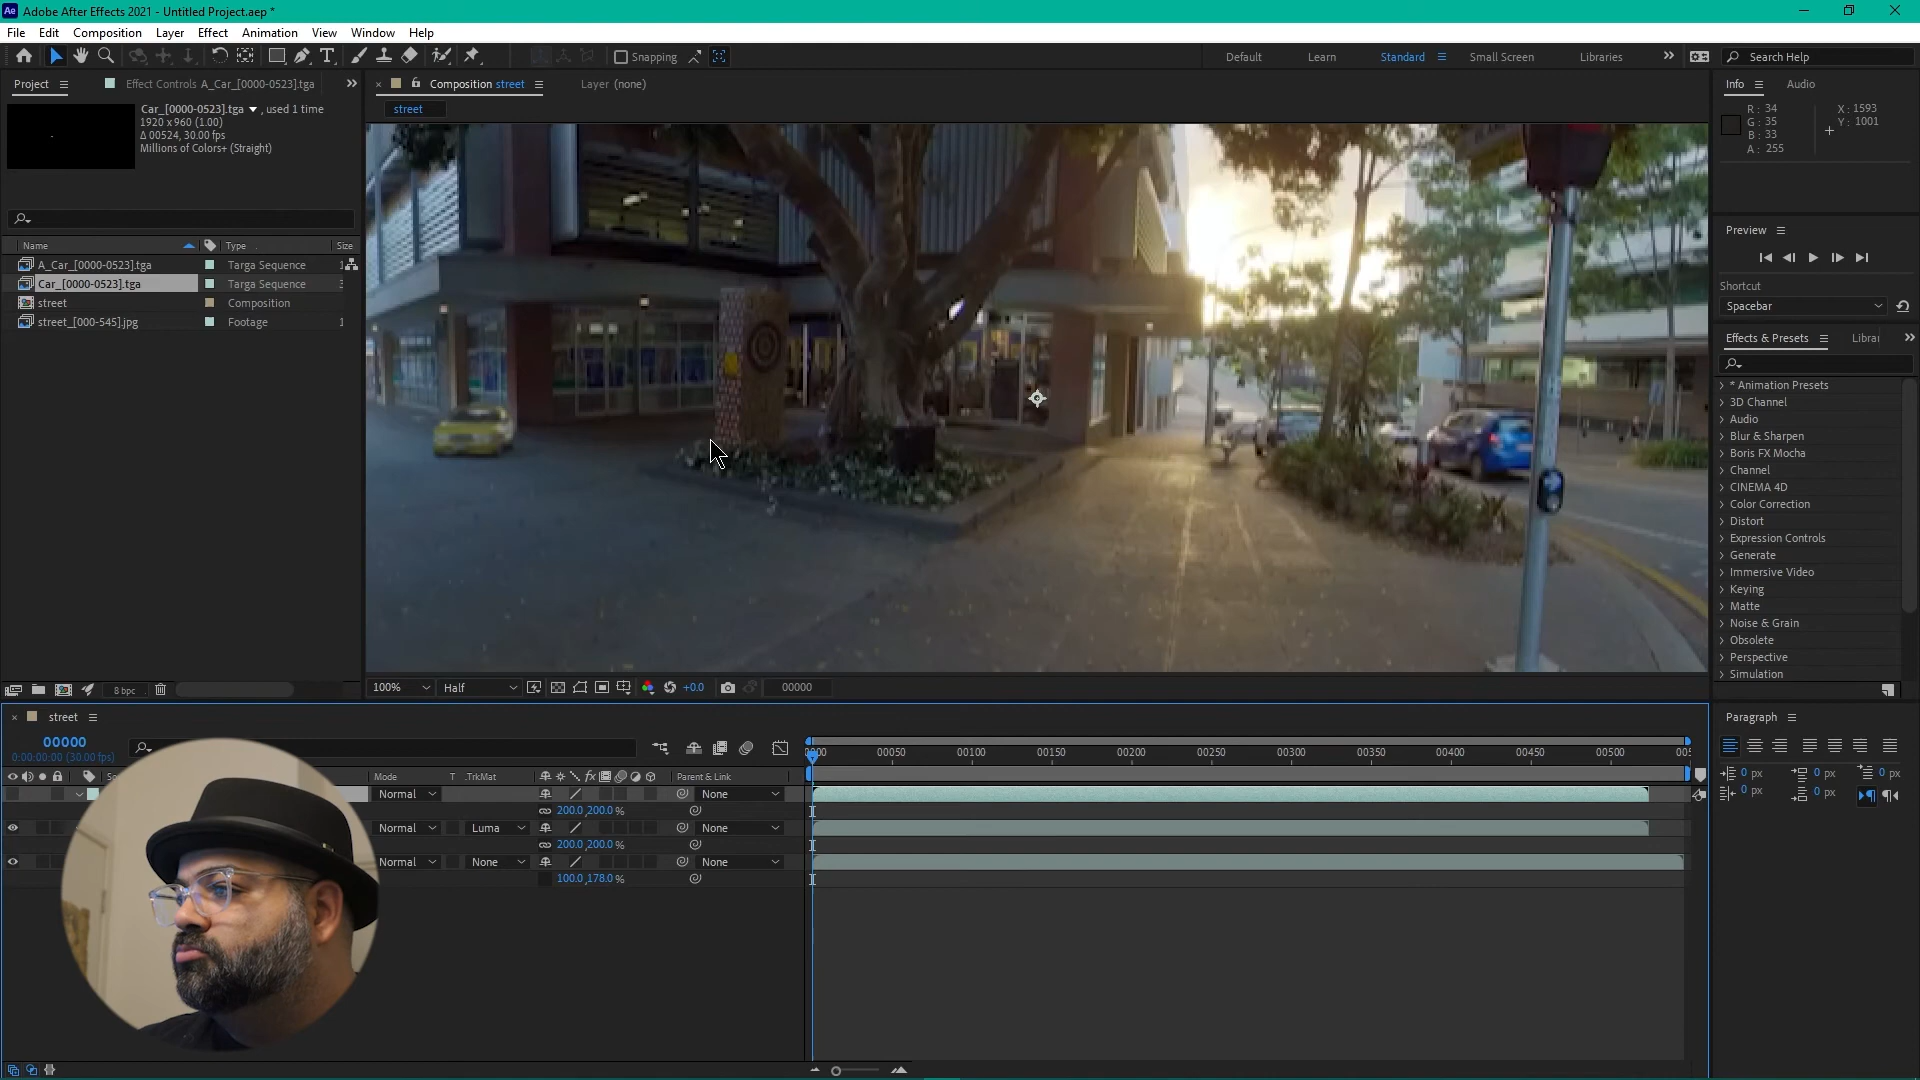 Ae Adobe After Effects 2021 - Untitled Project.aep *
File Edit Composition Layer Effect Animation View Window Help
Snapping
Default Learn Standard Small Screen Libraries
Search Help
Project Effect Controls A_Car_[0000-0523].tga
Composition street
Layer (none)
street
Car_[0000-0523].tga , used 1 time
1920 x 960 (1.00)
Δ 00524, 30.00 fps
Millions of Colors+ (Straight)
Name Type Size
A_Car_[0000-0523].tga Targa Sequence 1
Car_[0000-0523].tga Targa Sequence 3
street Composition
street_[000-545].jpg Footage 1
8 bpc
100% Half +0.0 00000
Info Audio
R: 34 X: 1593
G: 35 Y: 1001
B: 33
A: 255
Preview
Shortcut
Spacebar
Effects & Presets Librar
* Animation Presets
3D Channel
Audio
Blur & Sharpen
Boris FX Mocha
Channel
CINEMA 4D
Color Correction
Distort
Expression Controls
Generate
Immersive Video
Keying
Matte
Noise & Grain
Obsolete
Perspective
Simulation
Paragraph
0 px 0 px 0 px
0 px 0 px
street
00000
0:00:00:00 (30.00 fps)
Mode T .TrkMat Parent & Link
0000 00050 00100 00150 00200 00250 00300 00350 00400 00450 00500
Normal None
200.0,200.0 %
Normal Luma None
200.0,200.0 %
Normal None None
100.0,178.0 %